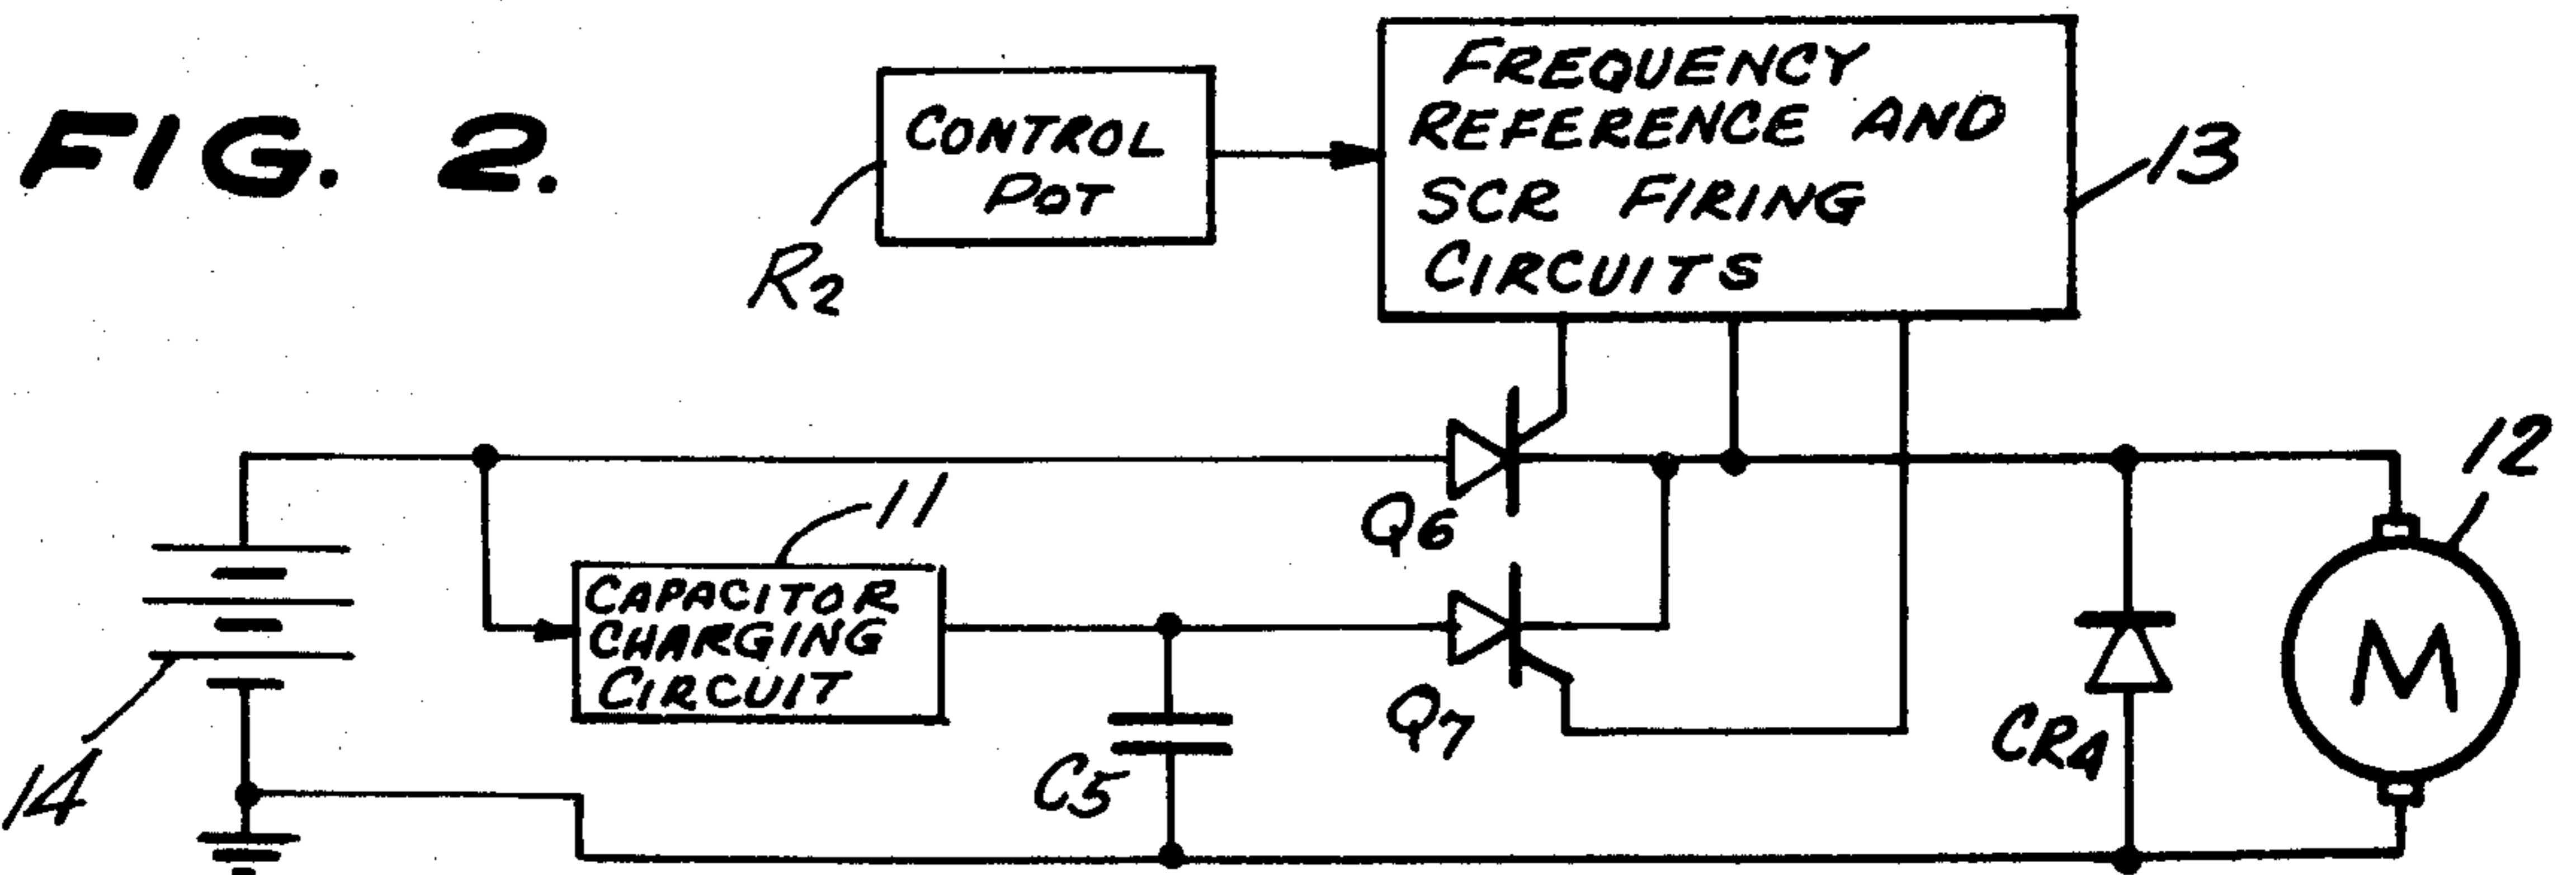 FIG. 2.
CONTROL
POT
R2
FREQUENCY
REFERENCE AND
SCR FIRING
CIRCUITS
13
11
CAPACITOR
CHARGING
CIRCUIT
14
C5
Q6
Q7
CR4
12
M